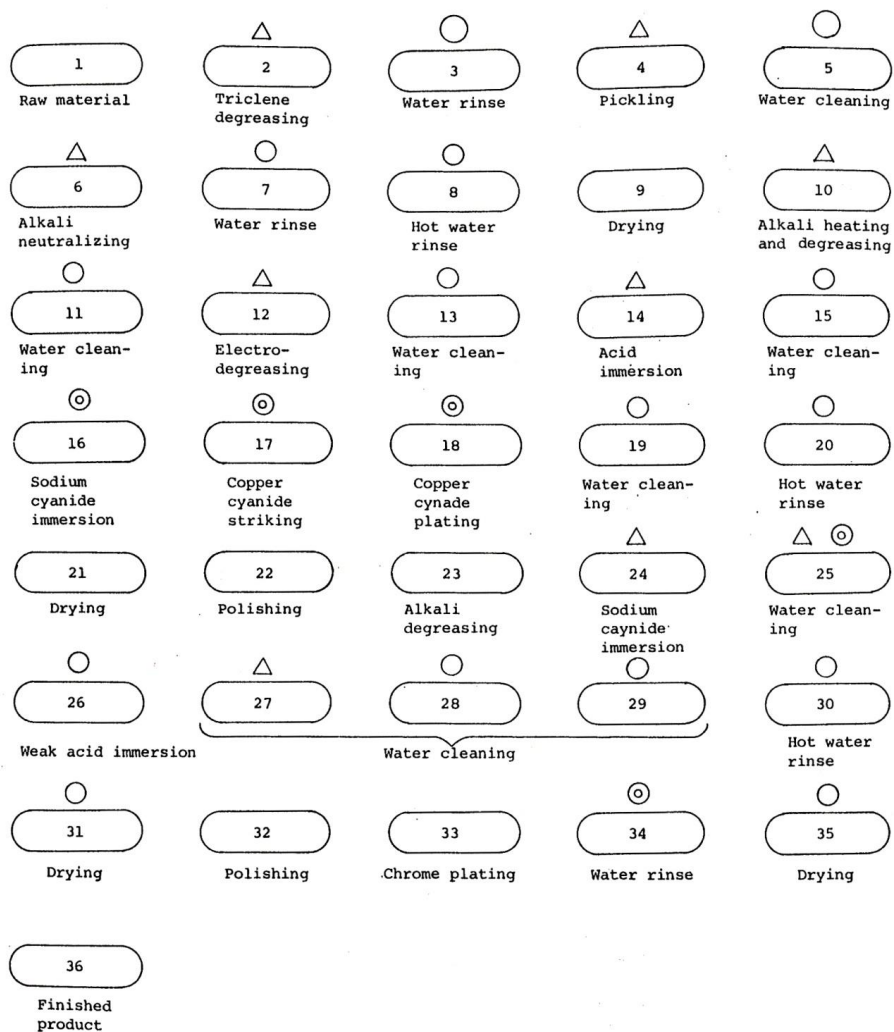 1
Raw material
2
Triclene
degreasing
3
Water rinse
4
Pickling
5
Water cleaning
6
Alkali
neutralizing
7
Water rinse
8
Hot water
rinse
9
Drying
10
Alkali heating
and degreasing
11
Water clean-
ing
12
Electro-
degreasing
13
Water clean-
ing
14
Acid
immersion
15
Water clean-
ing
16
Sodium
cyanide
immersion
17
Copper
cyanide
striking
18
Copper
cynade
plating
19
Water clean-
ing
20
Hot water
rinse
21
Drying
22
Polishing
23
Alkali
degreasing
24
Sodium
caynide
immersion
25
Water clean-
ing
26
Weak acid immersion
27
28
29
Water cleaning
30
Hot water
rinse
31
Drying
32
Polishing
33
Chrome plating
34
Water rinse
35
Drying
36
Finished
product